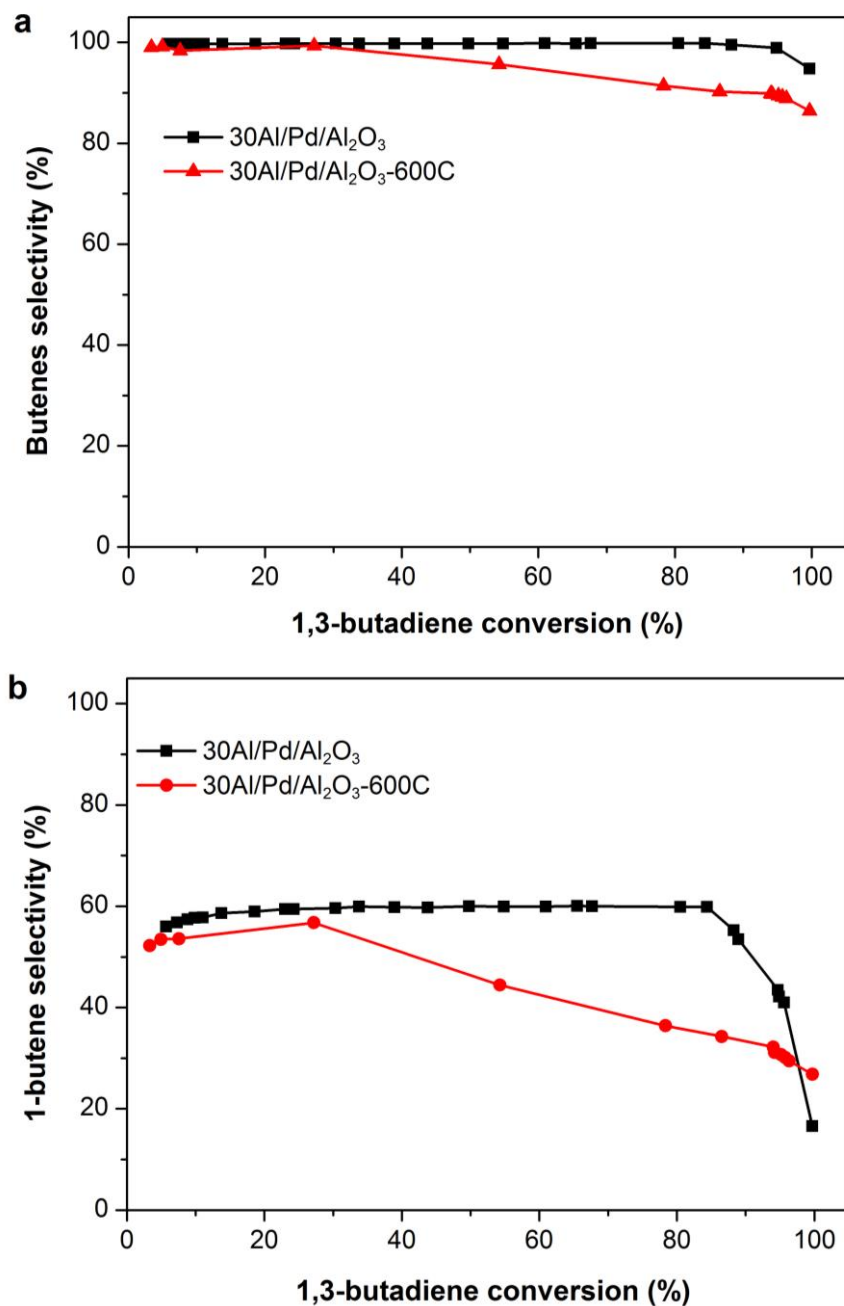 a
100
80
60
40
20
0
Butenes selectivity (%)
30Al/Pd/Al₂O₃
30Al/Pd/Al₂O₃-600C
0 20 40 60 80 100
1,3-butadiene conversion (%)
b
100
80
60
40
20
0
1-butene selectivity (%)
30Al/Pd/Al₂O₃
30Al/Pd/Al₂O₃-600C
0 20 40 60 80 100
1,3-butadiene conversion (%)